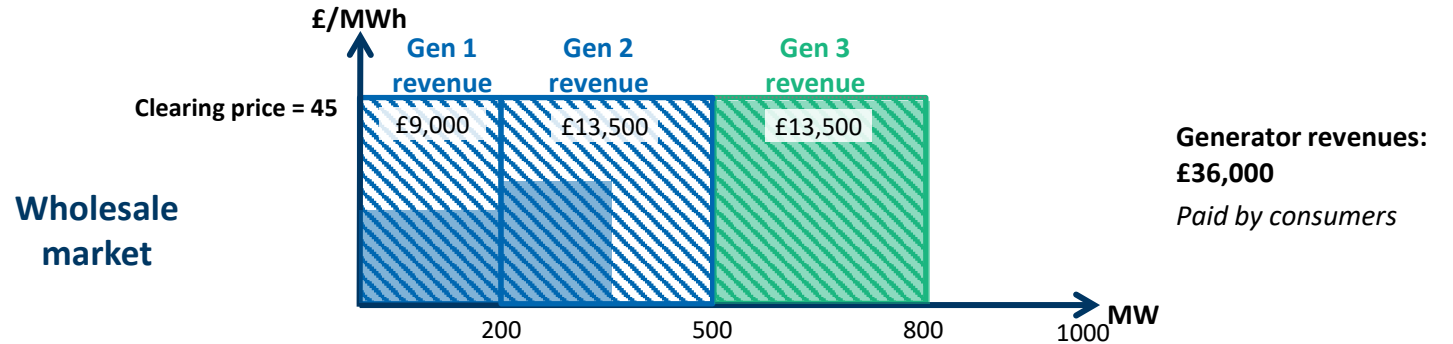 £/MWh
Gen 1
revenue
Gen 2
revenue
Gen 3
revenue
Clearing price = 45
£9,000
£13,500
£13,500
Generator revenues:
£36,000
Paid by consumers
Wholesale
market
200
500
800
1000
MW